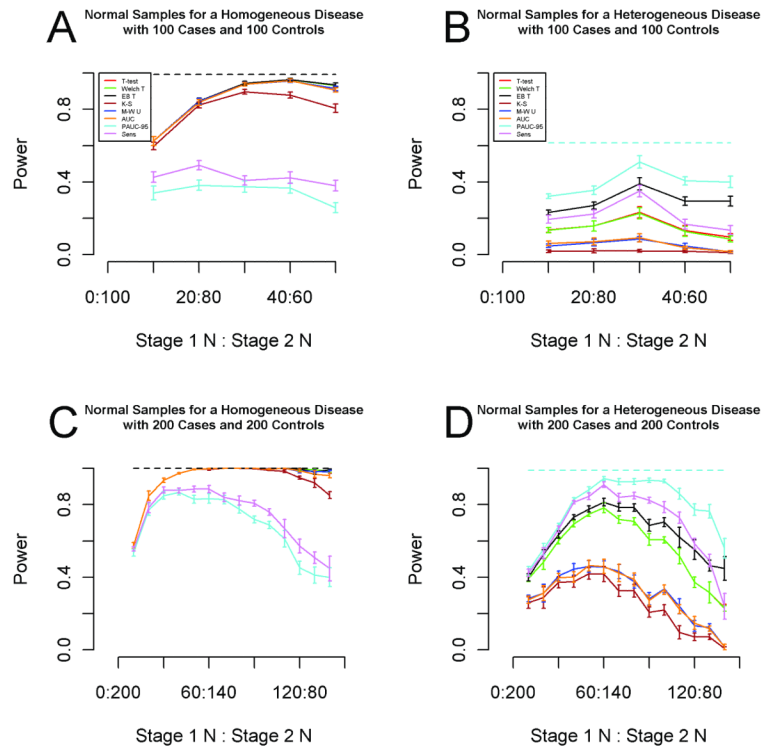 A
Normal Samples for a Homogeneous Disease
with 100 Cases and 100 Controls
T-test
Welch T
EB T
K-S
M-W U
AUC
PAUC-95
Sens
Power
0.8
0.4
0.0
0:100
20:80
40:60
Stage 1 N : Stage 2 N
B
Normal Samples for a Heterogeneous Disease
with 100 Cases and 100 Controls
T-test
Welch T
EB T
K-S
M-W U
AUC
PAUC-95
Sens
Power
0.8
0.4
0.0
0:100
20:80
40:60
Stage 1 N : Stage 2 N
C
Normal Samples for a Homogeneous Disease
with 200 Cases and 200 Controls
Power
0.8
0.4
0.0
0:200
60:140
120:80
Stage 1 N : Stage 2 N
D
Normal Samples for a Heterogeneous Disease
with 200 Cases and 200 Controls
Power
0.8
0.4
0.0
0:200
60:140
120:80
Stage 1 N : Stage 2 N